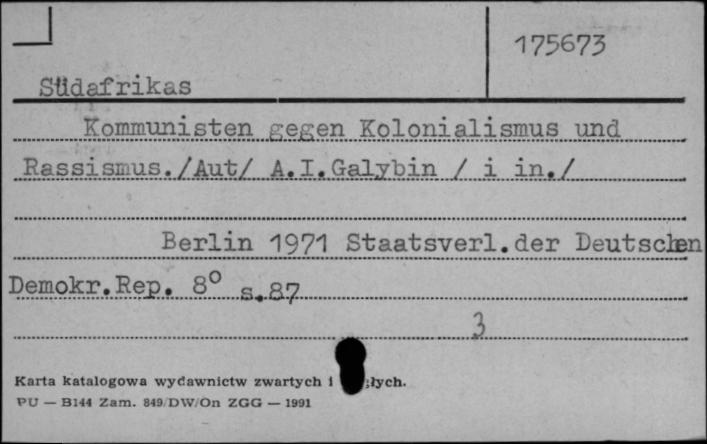 175673
Südafrikas
Kommunisten gegen Kolonialismus und
Rassismus./Aut/ A.I.Galybin / i in./
Berlin 1971 Staatsverl.der Deutschen
Demokr.Rep. 8° s.87
3
Karta katalogowa wydawnictw zwartych i
PU — B144 Zam. 849/DW/On ZGG — 1991